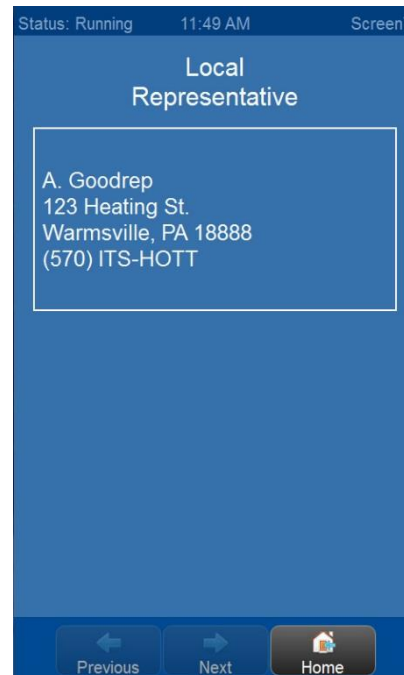 Status: Running 11:49 AM Screen
Local
Representative
A. Goodrep
123 Heating St.
Warmsville, PA 18888
(570) ITS-HOTT
Previous Next Home